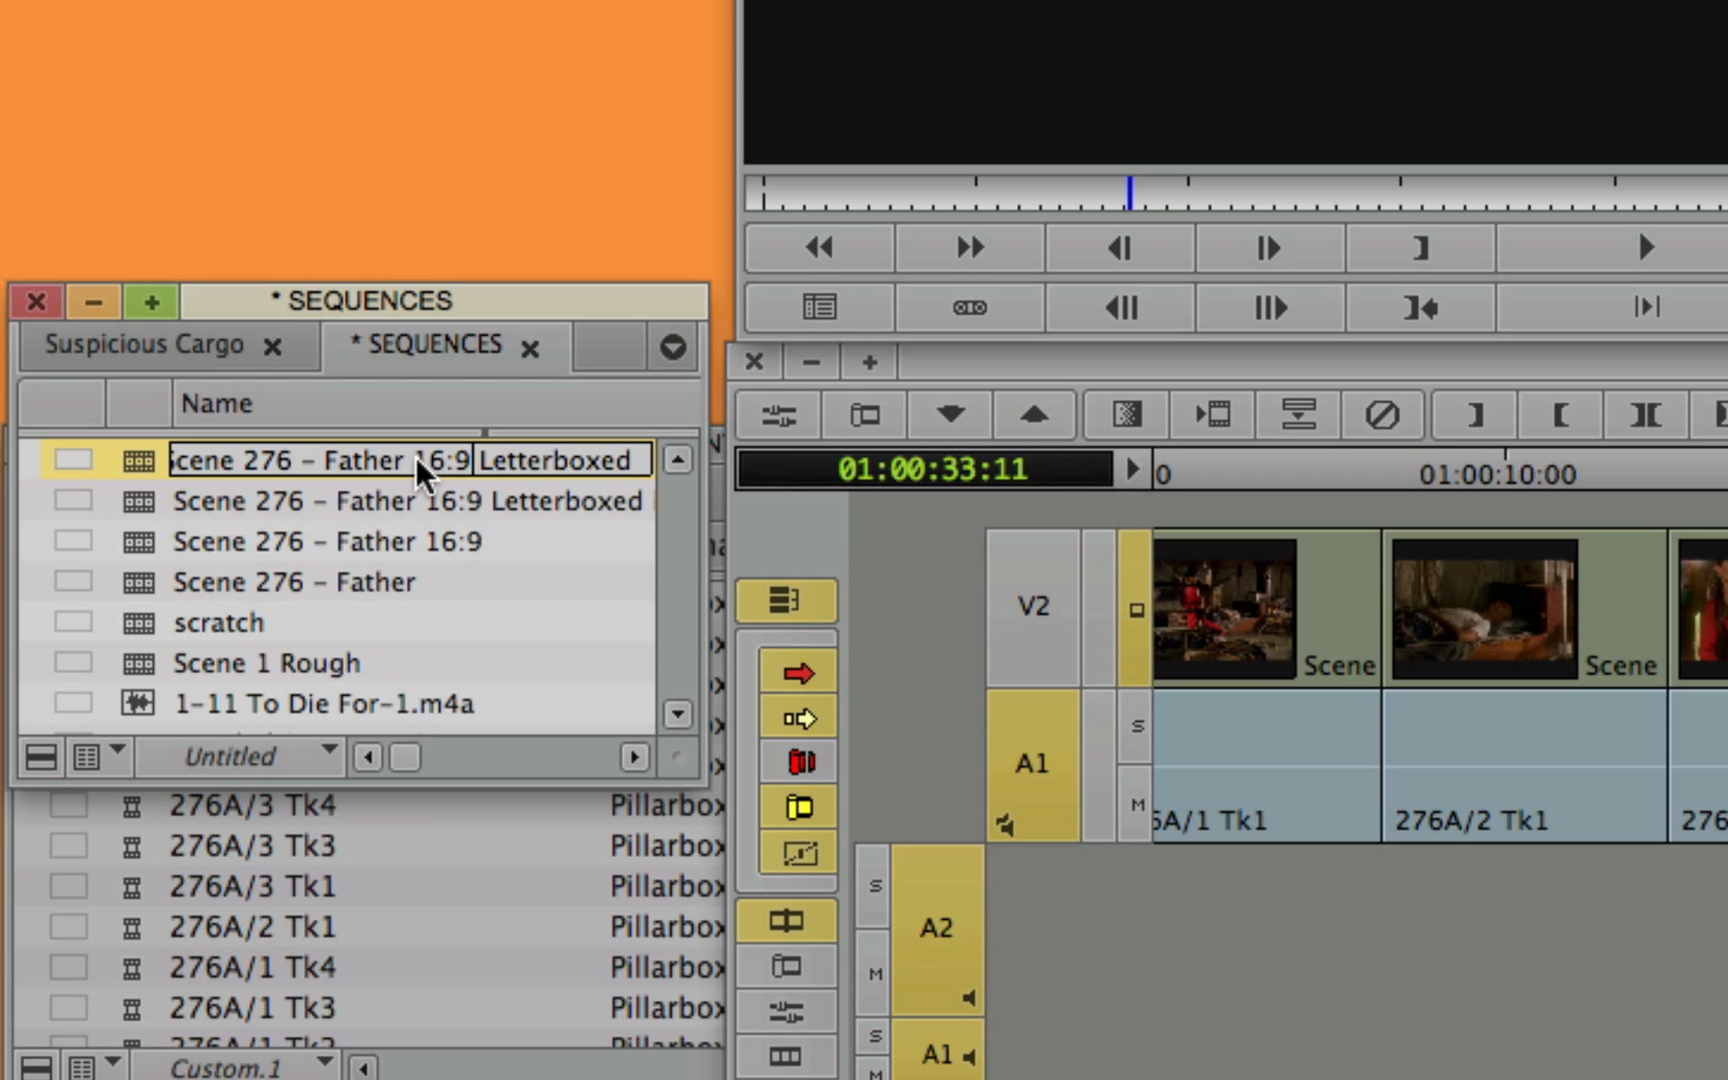 * SEQUENCES
Suspicious Cargo
* SEQUENCES
Name
Scene 276 – Father 16:9 Letterboxed
Scene 276 – Father 16:9 Letterboxed
Scene 276 – Father 16:9
Scene 276 – Father
scratch
Scene 1 Rough
1-11 To Die For-1.m4a
Untitled
276A/3 Tk4 Pillarbox
276A/3 Tk3 Pillarbox
276A/3 Tk1 Pillarbox
276A/2 Tk1 Pillarbox
276A/1 Tk4 Pillarbox
276A/1 Tk3 Pillarbox
Custom.1
01:00:33:11
0
01:00:10:00
V2
Scene
Scene
A1
S
M
6A/1 Tk1
276A/2 Tk1
276
S
M
A2
S
M
A1